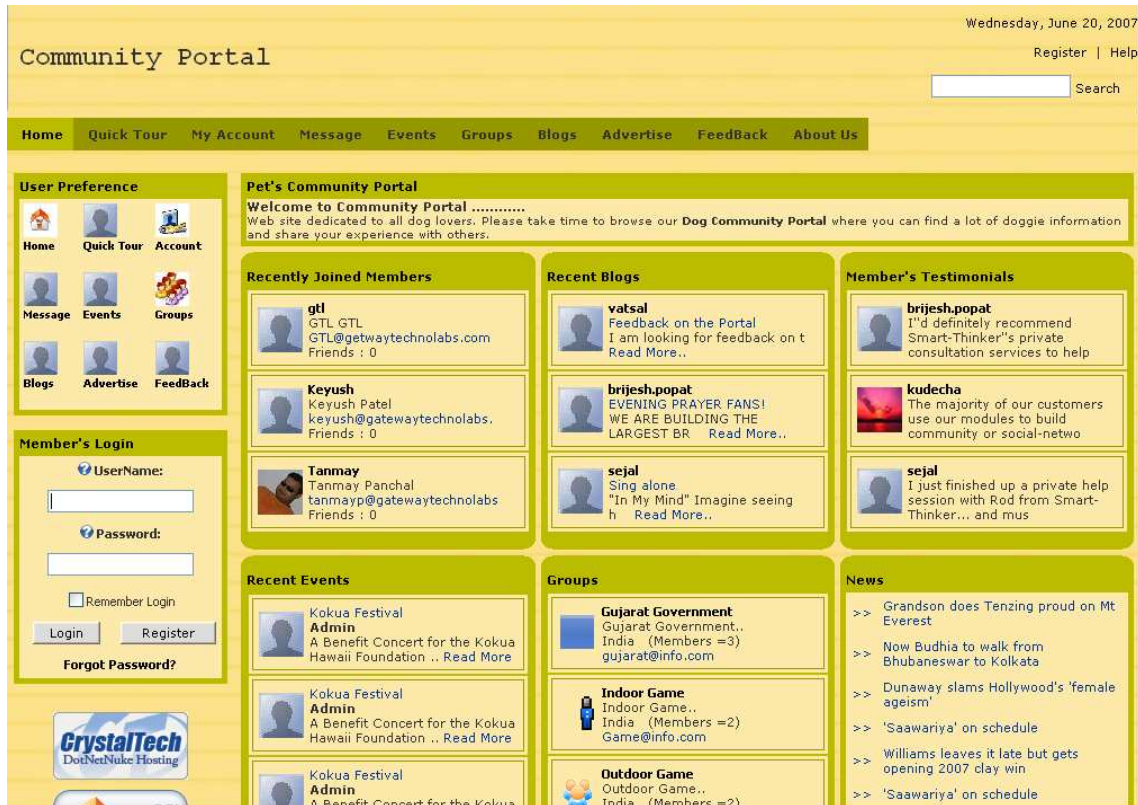 Wednesday, June 20, 2007
Community Portal
Register | Help
Search
Home Quick Tour My Account Message Events Groups Blogs Advertise FeedBack About Us
User Preference
Home Quick Tour Account
Message Events Groups
Blogs Advertise FeedBack
Member's Login
UserName:
Password:
Remember Login
Login Register
Forgot Password?
CrystalTech
DotNetNuke Hosting
Pet's Community Portal
Welcome to Community Portal ............
Web site dedicated to all dog lovers. Please take time to browse our Dog Community Portal where you can find a lot of doggie information
and share your experience with others.
Recently Joined Members
gtl
GTL GTL
GTL@getwaytechnolabs.com
Friends : 0
Keyush
Keyush Patel
keyush@gatewaytechnolabs.
Friends : 0
Tanmay
Tanmay Panchal
tanmayp@gatewaytechnolabs
Friends : 0
Recent Blogs
vatsal
Feedback on the Portal
I am looking for feedback on t
Read More..
brijesh.popat
EVENING PRAYER FANS!
WE ARE BUILDING THE
LARGEST BR Read More..
sejal
Sing alone
"In My Mind" Imagine seeing
h Read More..
Member's Testimonials
brijesh.popat
I''d definitely recommend
Smart-Thinker''s private
consultation services to help
kudecha
The majority of our customers
use our modules to build
community or social-netwo
sejal
I just finished up a private help
session with Rod from Smart-
Thinker... and mus
Recent Events
Kokua Festival
Admin
A Benefit Concert for the Kokua
Hawaii Foundation .. Read More
Kokua Festival
Admin
A Benefit Concert for the Kokua
Hawaii Foundation .. Read More
Kokua Festival
Admin
A Benefit Concert for the Kokua
Groups
Gujarat Government
Gujarat Government..
India (Members =3)
gujarat@info.com
Indoor Game
Indoor Game..
India (Members =2)
Game@info.com
Outdoor Game
Outdoor Game..
India (Members =2)
News
>> Grandson does Tenzing proud on Mt
Everest
>> Now Budhia to walk from
Bhubaneswar to Kolkata
>> Dunaway slams Hollywood's 'female
ageism'
>> 'Saawariya' on schedule
>> Williams leaves it late but gets
opening 2007 clay win
>> 'Saawariya' on schedule